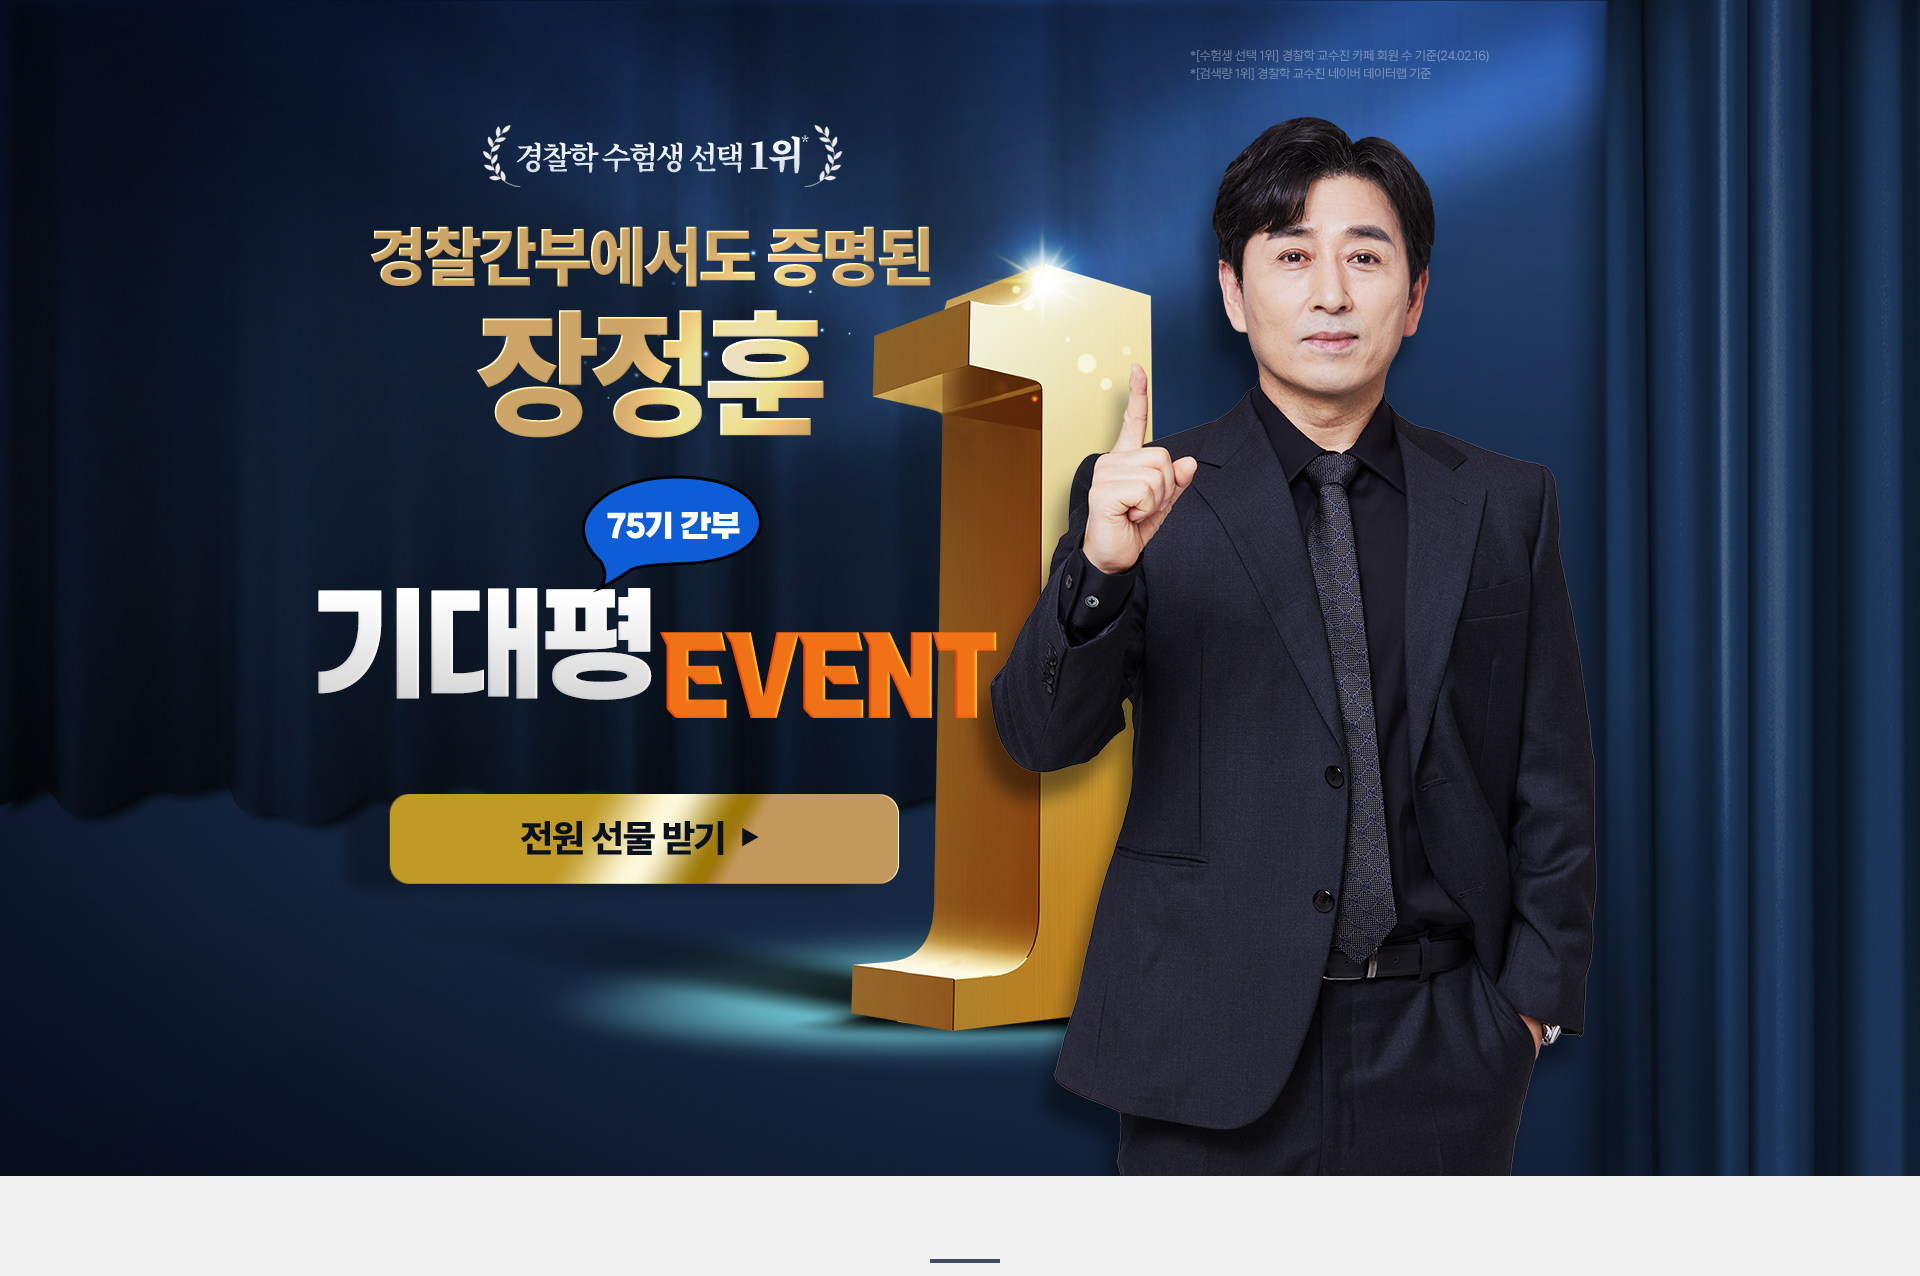 *[수험생 선택 1위] 경찰학 교수진 카페 회원 수 기준(24.02.16)
*[검색량 1위] 경찰학 교수진 네이버 데이터랩 기준
경찰학 수험생 선택 1위*
경찰간부에서도 증명된
장정훈
75기 간부
기대평 EVENT
전원 선물 받기 ▶